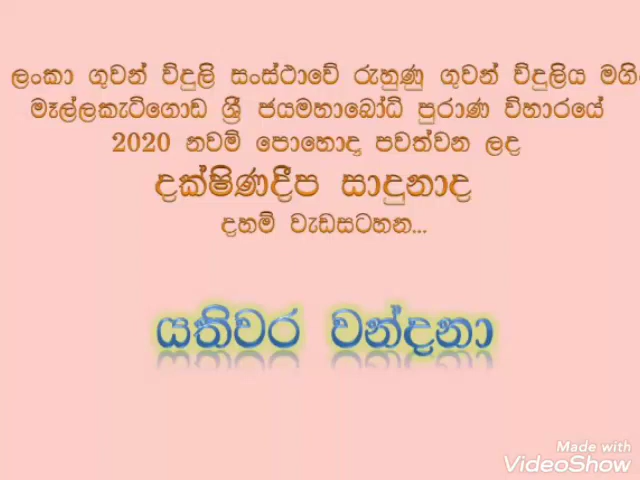 ලංකා ගුවන් විදුලි සංස්ථාවේ රුහුණු ගුවන් විදුලිය
මෑල්ලකැටිගොඩ ශ්‍රී ජයමහාබෝධි පුරාණ විහාරයේ
2020 නවම් පොහොදා පවත්වන ලද
දක්ෂිණදීප සාදුනාද
දහම් වැඩසටහන...
යතිවර වන්දනා
Made with
VideoShow